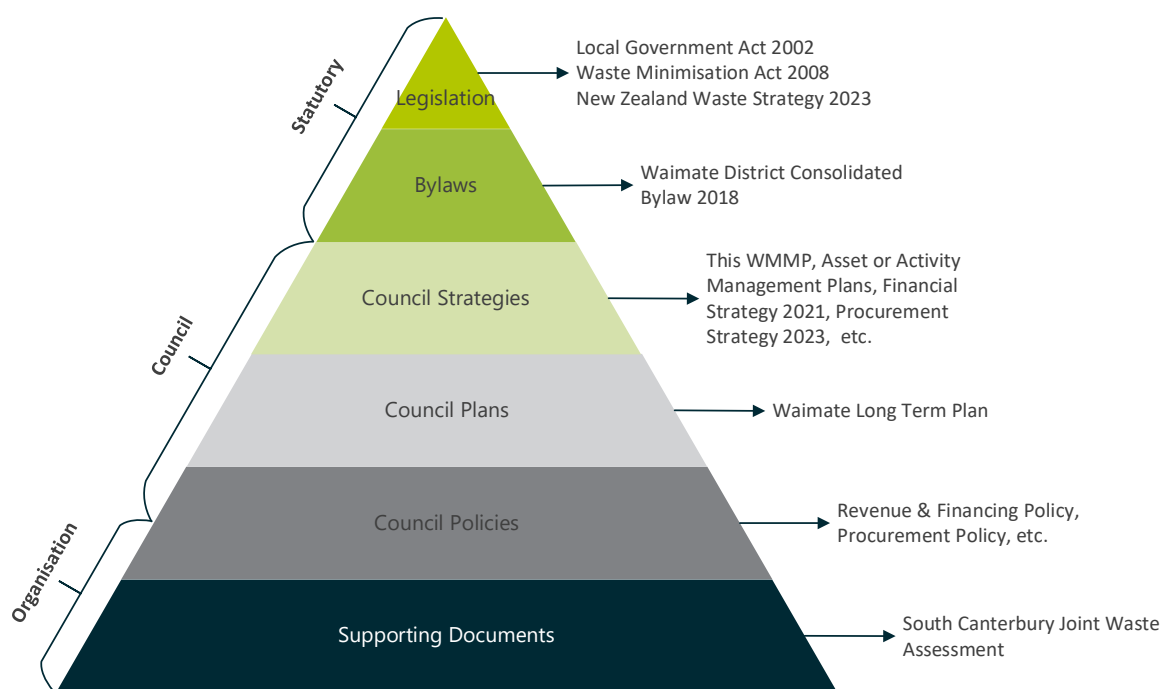 Local Government Act 2002
Waste Minimisation Act 2008
New Zealand Waste Strategy 2023
Legislation
Statutory
Bylaws
Waimate District Consolidated
Bylaw 2018
This WMMP, Asset or Activity
Management Plans, Financial
Strategy 2021, Procurement
Strategy 2023,  etc.
Council Strategies
Council
Council Plans
Waimate Long Term Plan
Council Policies
Revenue & Financing Policy,
Procurement Policy, etc.
Organisation
Supporting Documents
South Canterbury Joint Waste
Assessment